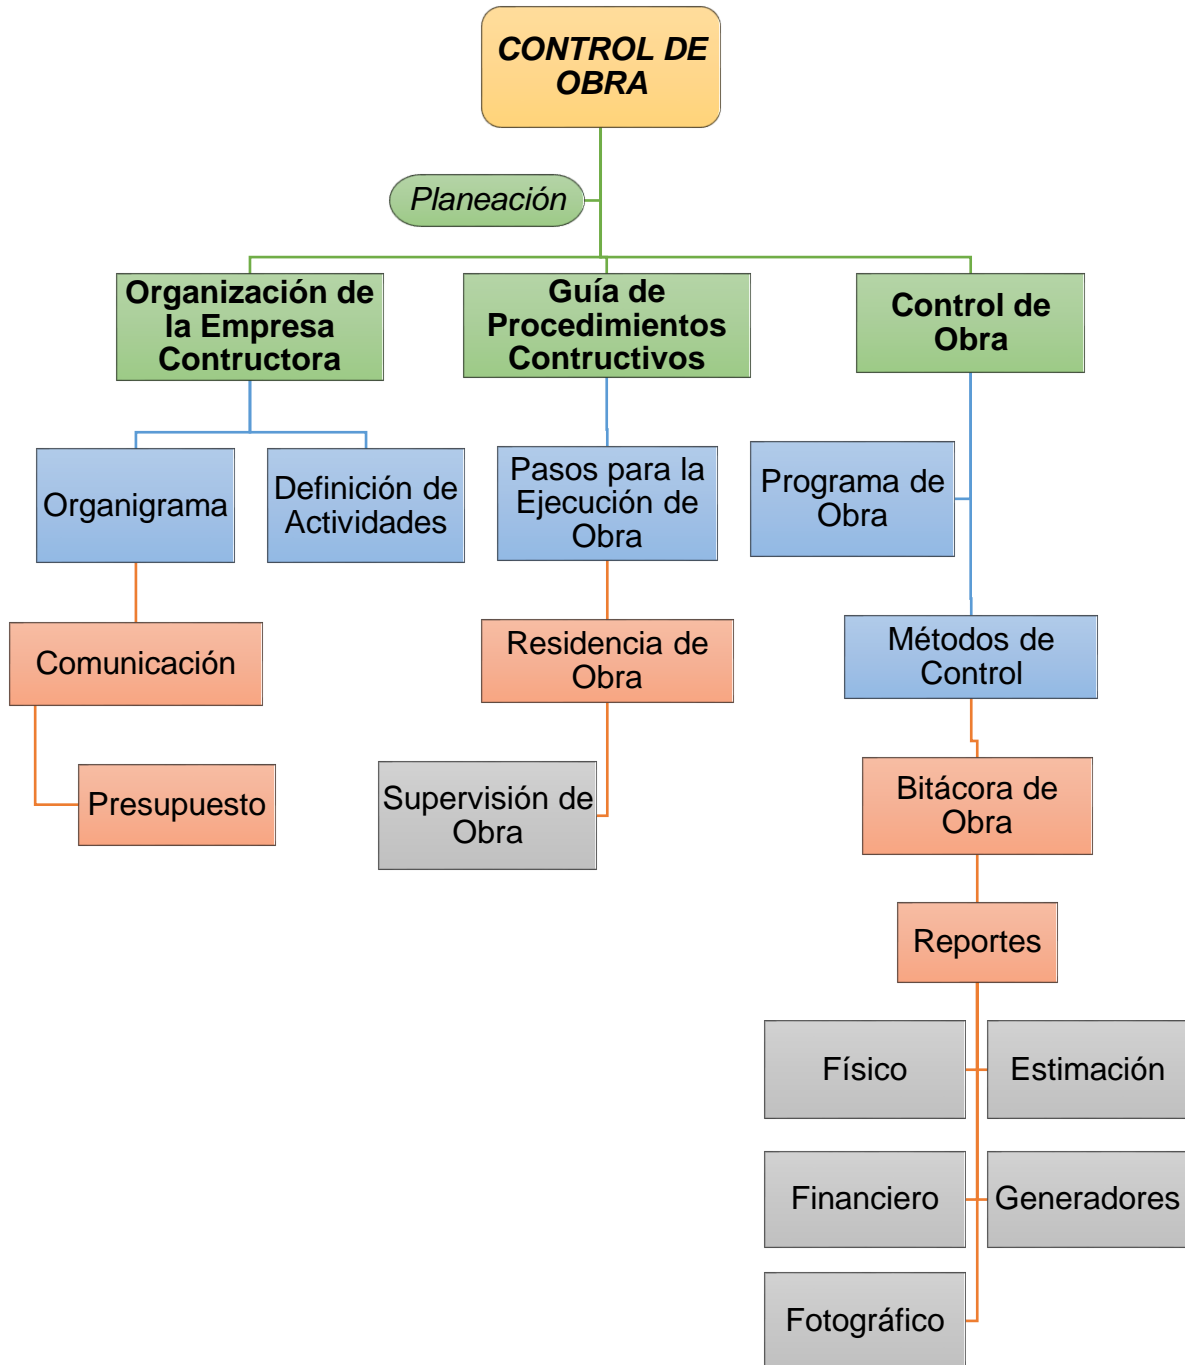 CONTROL DE
OBRA
Planeación
Organización de
la Empresa
Contructora
Guía de
Procedimientos
Contructivos
Control de
Obra
Organigrama
Definición de
Actividades
Pasos para la
Ejecución de
Obra
Programa de
Obra
Comunicación
Residencia de
Obra
Métodos de
Control
Presupuesto
Supervisión de
Obra
Bitácora de
Obra
Reportes
Físico
Estimación
Financiero
Generadores
Fotográfico